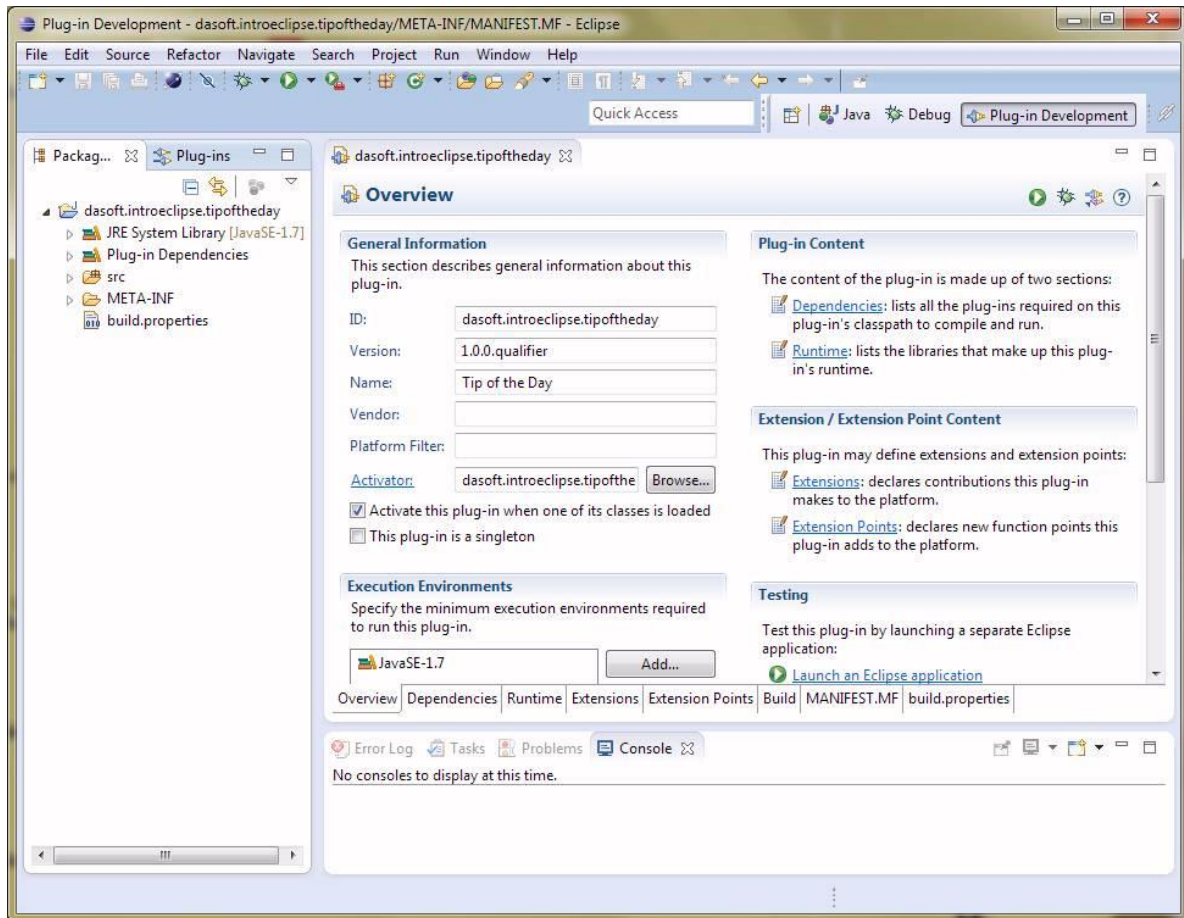 Plug-in Development - dasoft.introeclipse.tipoftheday/META-INF/MANIFEST.MF - Eclipse
File Edit Source Refactor Navigate Search Project Run Window Help
Quick Access
Java Debug Plug-in Development
Packag... Plug-ins
dasoft.introeclipse.tipoftheday
JRE System Library [JavaSE-1.7]
Plug-in Dependencies
src
META-INF
build.properties
dasoft.introeclipse.tipoftheday
Overview
General Information
This section describes general information about this
plug-in.
ID: dasoft.introeclipse.tipoftheday
Version: 1.0.0.qualifier
Name: Tip of the Day
Vendor:
Platform Filter:
Activator: dasoft.introeclipse.tipofthe Browse...
Activate this plug-in when one of its classes is loaded
This plug-in is a singleton
Execution Environments
Specify the minimum execution environments required
to run this plug-in.
JavaSE-1.7 Add...
Plug-in Content
The content of the plug-in is made up of two sections:
Dependencies: lists all the plug-ins required on this
plug-in's classpath to compile and run.
Runtime: lists the libraries that make up this plug-
in's runtime.
Extension / Extension Point Content
This plug-in may define extensions and extension points:
Extensions: declares contributions this plug-in
makes to the platform.
Extension Points: declares new function points this
plug-in adds to the platform.
Testing
Test this plug-in by launching a separate Eclipse
application:
Launch an Eclipse application
Overview Dependencies Runtime Extensions Extension Points Build MANIFEST.MF build.properties
Error Log Tasks Problems Console
No consoles to display at this time.